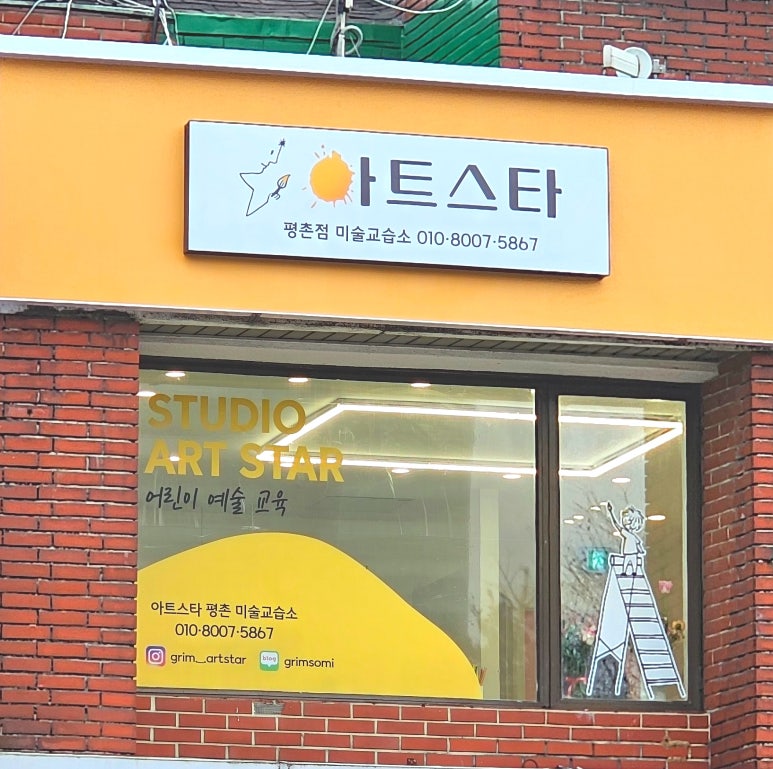 아트스타
평촌점 미술교습소 010·8007·5867
STUDIO
ART STAR
어린이 예술 교육
아트스타 평촌 미술교습소
010·8007·5867
grim__artstar blog grimsomi